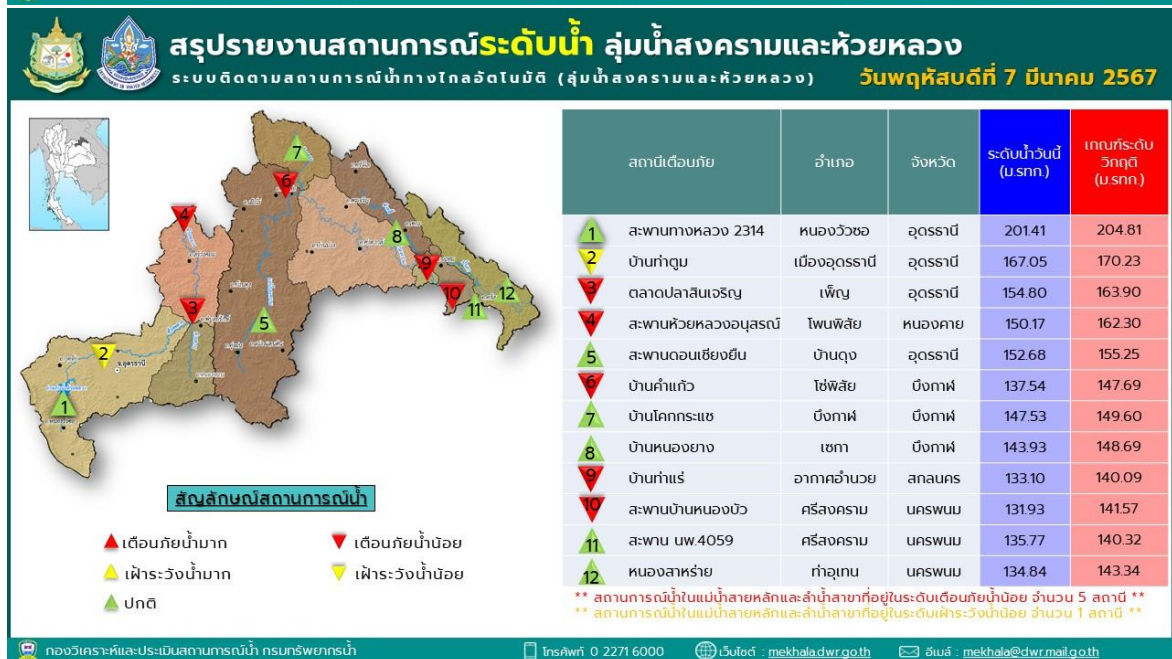 สรุปรายงานสถานการณ์ระดับน้ำ ลุ่มน้ำสงครามและห้วยหลวง
ระบบติดตามสถานการณ์น้ำทางไกลอัตโนมัติ (ลุ่มน้ำสงครามและห้วยหลวง) วันพฤหัสบดีที่ 7 มีนาคม 2567
สถานีเตือนภัย อำเภอ จังหวัด ระดับน้ำวันนี้ (ม.รทก.) เกณฑ์ระดับวิกฤติ (ม.รทก.)
1 สะพานทางหลวง 2314 หนองวัวซอ อุดรธานี 201.41 204.81
2 บ้านท่าตูม เมืองอุดรธานี อุดรธานี 167.05 170.23
3 ตลาดปลาสินเจริญ เพ็ญ อุดรธานี 154.80 163.90
4 สะพานห้วยหลวงอนุสรณ์ โพนพิสัย หนองคาย 150.17 162.30
5 สะพานดอนเซียงยืน บ้านดุง อุดรธานี 152.68 155.25
6 บ้านคำแก้ว โซ่พิสัย บึงกาฬ 137.54 147.69
7 บ้านโคกกระแซ บึงกาฬ บึงกาฬ 147.53 149.60
8 บ้านหนองยาง เซกา บึงกาฬ 143.93 148.69
9 บ้านท่าแร่ อากาศอำนวย สกลนคร 133.10 140.09
10 สะพานบ้านหนองบัว ศรีสงคราม นครพนม 131.93 141.57
11 สะพาน นพ.4059 ศรีสงคราม นครพนม 135.77 140.32
12 หนองสาหร่าย ท่าอุเทน นครพนม 134.84 143.34
** สถานการณ์น้ำในแม่น้ำสายหลักและลำน้ำสาขาที่อยู่ในระดับเตือนภัยน้ำน้อย จำนวน 5 สถานี **
** สถานการณ์น้ำในแม่น้ำสายหลักและลำน้ำสาขาที่อยู่ในระดับเฝ้าระวังน้ำน้อย จำนวน 1 สถานี **
7
6
4
8
9
3
10
12
11
5
2
จ.อุดรธานี
1
สัญลักษณ์สถานการณ์น้ำ
เตือนภัยน้ำมาก เตือนภัยน้ำน้อย
เฝ้าระวังน้ำมาก เฝ้าระวังน้ำน้อย
ปกติ
กองวิเคราะห์และประเมินสถานการณ์น้ำ กรมทรัพยากรน้ำ โทรศัพท์ 0 2271 6000 เว็บไซต์ : mekhala.dwr.go.th อีเมล์ : mekhala@dwr.mail.go.th